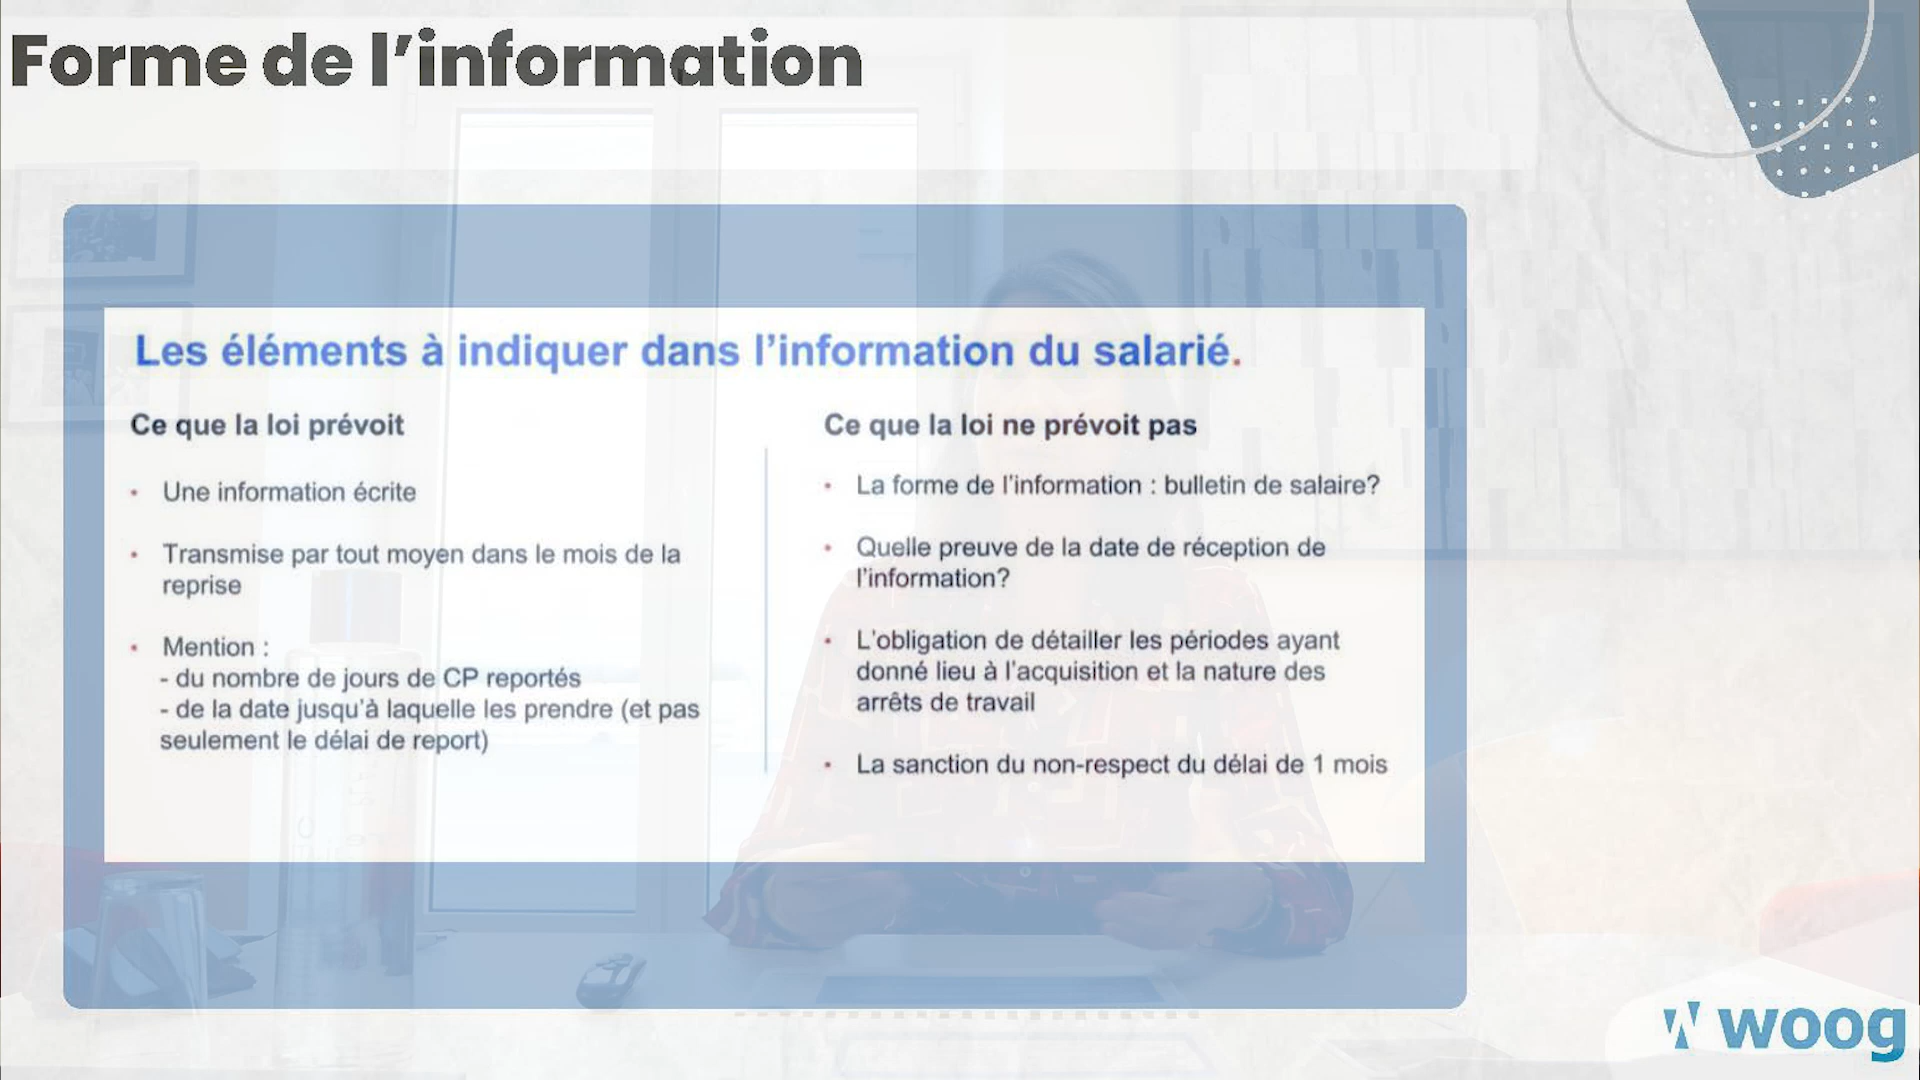 Forme de l’information
Les éléments à indiquer dans l’information du salarié.
Ce que la loi prévoit
• Une information écrite
• Transmise par tout moyen dans le mois de la
reprise
• Mention :
- du nombre de jours de CP reportés
- de la date jusqu’à laquelle les prendre (et pas
seulement le délai de report)
Ce que la loi ne prévoit pas
• La forme de l’information : bulletin de salaire?
• Quelle preuve de la date de réception de
l’information?
• L’obligation de détailler les périodes ayant
donné lieu à l’acquisition et la nature des
arrêts de travail
• La sanction du non-respect du délai de 1 mois
woog